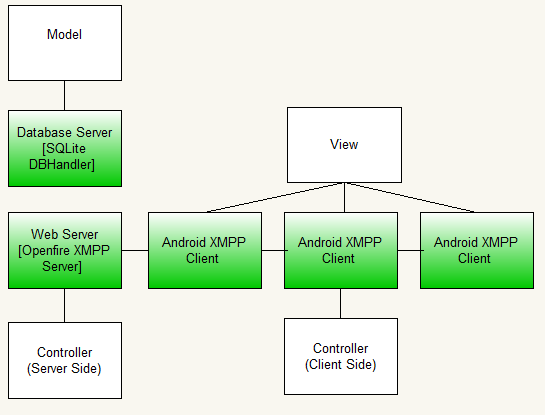 Model
Database Server
[SQLite
DBHandler]
View
Web Server
[Openfire XMPP
Server]
Android XMPP
Client
Android XMPP
Client
Android XMPP
Client
Controller
(Server Side)
Controller
(Client Side)